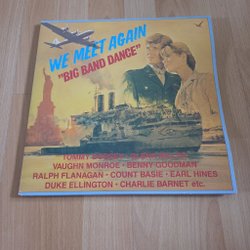 WE MEET AGAIN
"BIG BAND DANCE"
TOMMY
VAUGHN MONROE • BENNY GOODMAN
RALPH FLANAGAN • COUNT BASIE • EARL HINES
DUKE ELLINGTON • CHARLIE BARNET etc.